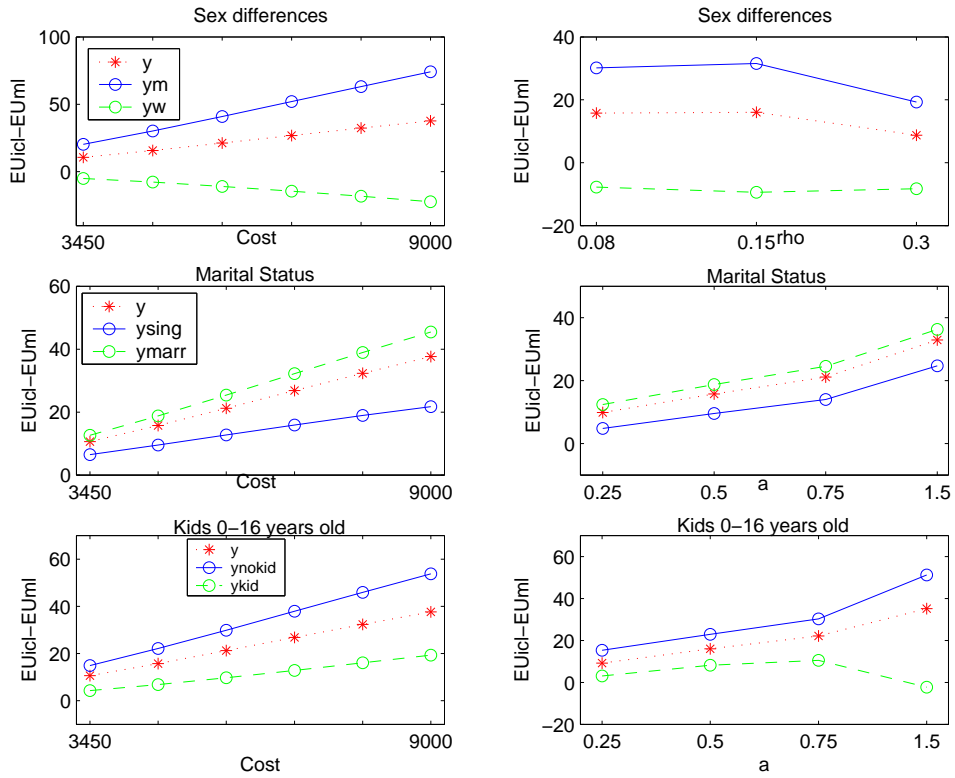 Sex differences
100
50
0
EUicl−EUml
y
ym
yw
3450
Cost
9000
Sex differences
40
20
0
−20
EUicl−EUml
0.08
0.15
rho
0.3
Marital Status
60
40
20
0
EUicl−EUml
y
ysing
ymarr
3450
Cost
9000
Marital Status
40
20
0
EUicl−EUml
0.25
0.5
a
0.75
1.5
Kids 0−16 years old
60
40
20
0
EUicl−EUml
y
ynokid
ykid
3450
Cost
9000
Kids 0−16 years old
60
40
20
0
−20
EUicl−EUml
0.25
0.5
0.75
1.5
a